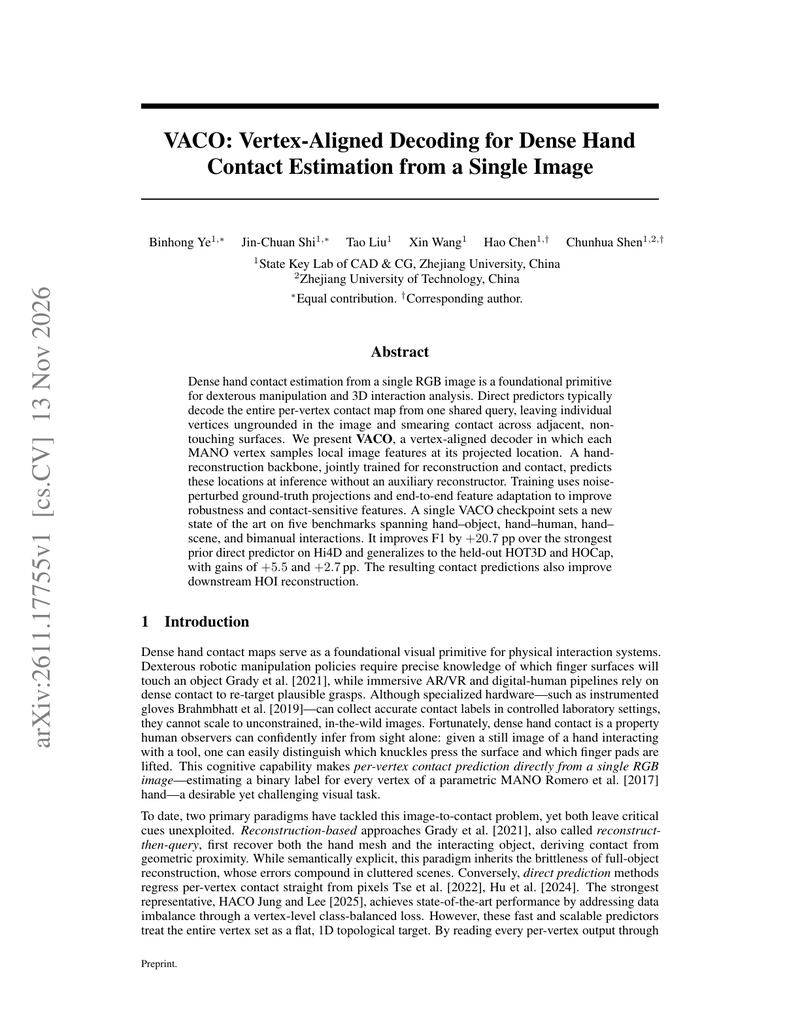 arXiv:2611.17755v1 [cs.CV] 13 Nov 2026
VACO: Vertex-Aligned Decoding for Dense Hand
Contact Estimation from a Single Image
Binhong Ye1,∗ Jin-Chuan Shi1,∗ Tao Liu1 Xin Wang1 Hao Chen1,† Chunhua Shen1,2,†
1State Key Lab of CAD & CG, Zhejiang University, China
2Zhejiang University of Technology, China
∗Equal contribution. †Corresponding author.
Abstract
Dense hand contact estimation from a single RGB image is a foundational primitive
for dexterous manipulation and 3D interaction analysis. Direct predictors typically
decode the entire per-vertex contact map from one shared query, leaving individual
vertices ungrounded in the image and smearing contact across adjacent, non-
touching surfaces. We present VACO, a vertex-aligned decoder in which each
MANO vertex samples local image features at its projected location. A hand-
reconstruction backbone, jointly trained for reconstruction and contact, predicts
these locations at inference without an auxiliary reconstructor. Training uses noise-
perturbed ground-truth projections and end-to-end feature adaptation to improve
robustness and contact-sensitive features. A single VACO checkpoint sets a new
state of the art on five benchmarks spanning hand–object, hand–human, hand–
scene, and bimanual interactions. It improves F1 by +20.7 pp over the strongest
prior direct predictor on Hi4D and generalizes to the held-out HOT3D and HOCap,
with gains of +5.5 and +2.7 pp. The resulting contact predictions also improve
downstream HOI reconstruction.
1 Introduction
Dense hand contact maps serve as a foundational visual primitive for physical interaction systems.
Dexterous robotic manipulation policies require precise knowledge of which finger surfaces will
touch an object Grady et al. [2021], while immersive AR/VR and digital-human pipelines rely on
dense contact to re-target plausible grasps. Although specialized hardware—such as instrumented
gloves Brahmbhatt et al. [2019]—can collect accurate contact labels in controlled laboratory settings,
they cannot scale to unconstrained, in-the-wild images. Fortunately, dense hand contact is a property
human observers can confidently infer from sight alone: given a still image of a hand interacting
with a tool, one can easily distinguish which knuckles press the surface and which finger pads are
lifted. This cognitive capability makes per-vertex contact prediction directly from a single RGB
image—estimating a binary label for every vertex of a parametric MANO Romero et al. [2017]
hand—a desirable yet challenging visual task.
To date, two primary paradigms have tackled this image-to-contact problem, yet both leave critical
cues unexploited. Reconstruction-based approaches Grady et al. [2021], also called reconstruct-
then-query, first recover both the hand mesh and the interacting object, deriving contact from
geometric proximity. While semantically explicit, this paradigm inherits the brittleness of full-object
reconstruction, whose errors compound in cluttered scenes. Conversely, direct prediction methods
regress per-vertex contact straight from pixels Tse et al. [2022], Hu et al. [2024]. The strongest
representative, HACO Jung and Lee [2025], achieves state-of-the-art performance by addressing data
imbalance through a vertex-level class-balanced loss. However, these fast and scalable predictors
treat the entire vertex set as a flat, 1D topological target. By reading every per-vertex output through
Preprint.